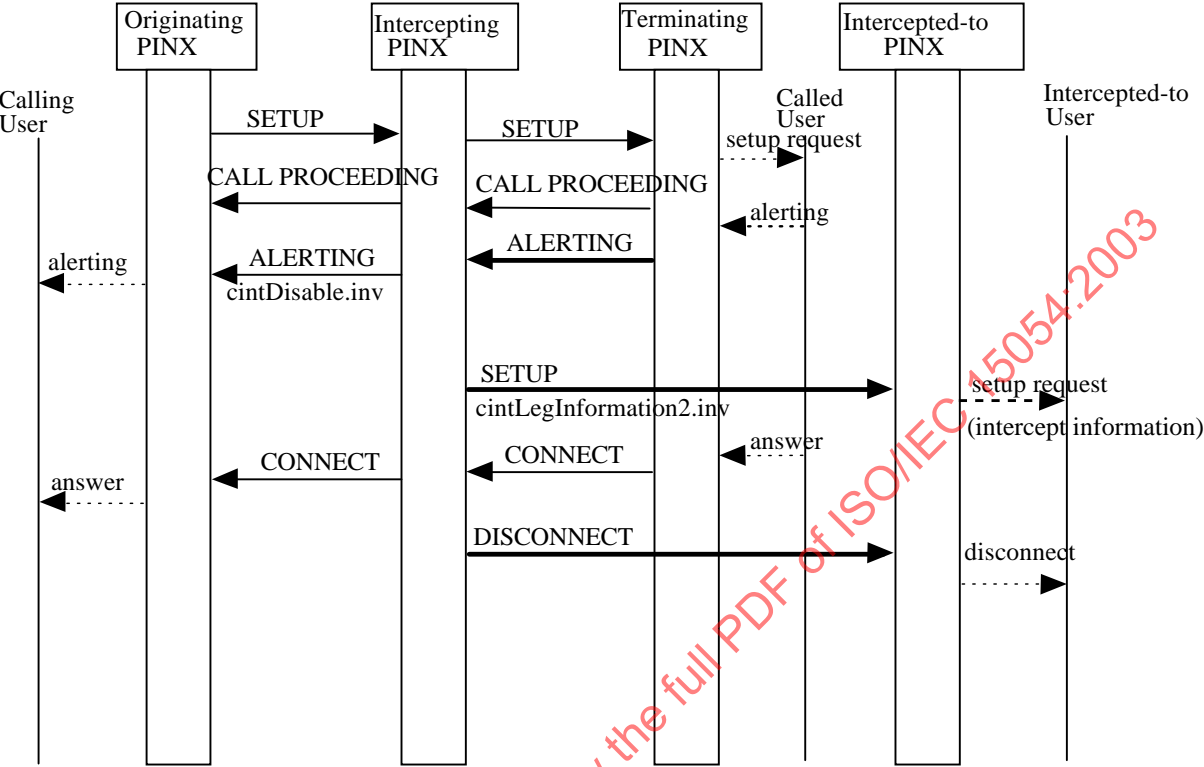 Originating
PINX
Intercepting
PINX
Terminating
PINX
Intercepted-to
PINX
Calling
User
Called
User
Intercepted-to
User
SETUP
SETUP
setup request
CALL PROCEEDING
CALL PROCEEDING
alerting
ALERTING
ALERTING
alerting
cintDisable.inv
SETUP
setup request
cintLegInformation2.inv
(intercept information)
answer
CONNECT
CONNECT
answer
DISCONNECT
disconnect
y the full PDF of ISO/IEC 15054:2003